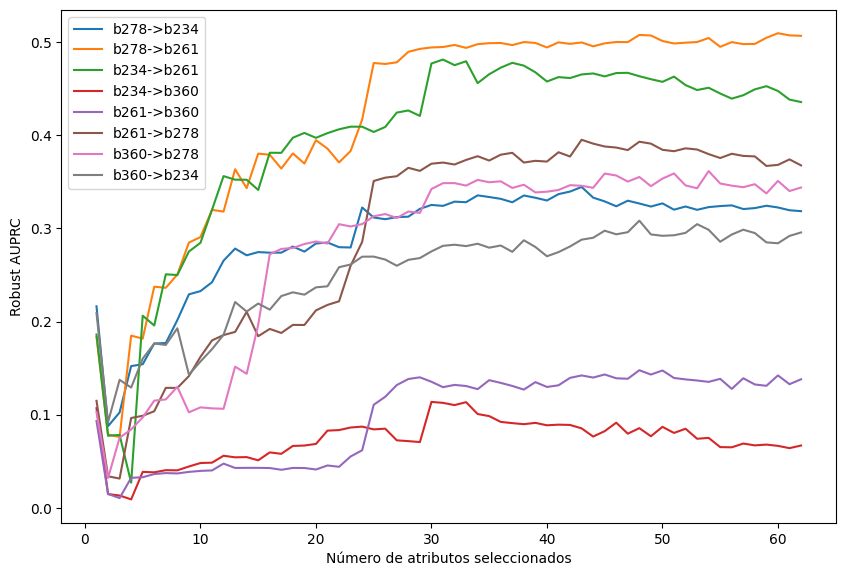 b278->b234
b278->b261
b234->b261
b234->b360
b261->b360
b261->b278
b360->b278
b360->b234
Robust AUPRC
0.5
0.4
0.3
0.2
0.1
0.0
0 10 20 30 40 50 60
Número de atributos seleccionados